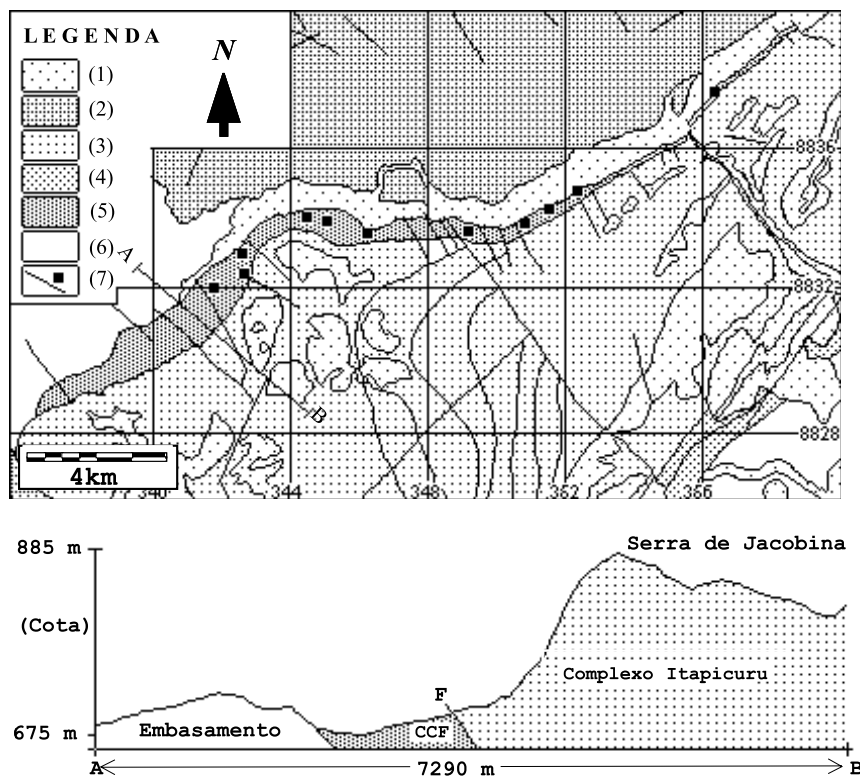 LEGENDA
N
(1)
(2)
(3)
(4)
(5)
(6)
(7)
A
B
8836
8832
8828
4km
340
344
348
352
356
885 m
(Cota)
675 m
Serra de Jacobina
Complexo Itapicuru
F
Embasamento
CCF
A
7290 m
B